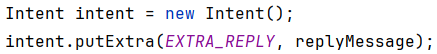 Intent intent = new Intent();
intent.putExtra(EXTRA_REPLY, replyMessage);